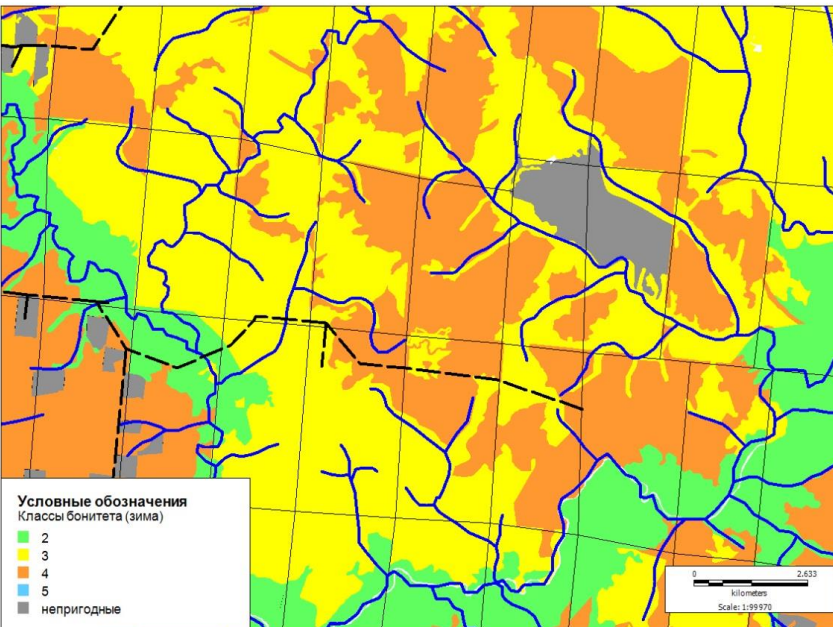 Условные обозначения
Классы бонитета (зима)
2
3
4
5
непригодные
0 2.633
kilometers
Scale: 1:99970